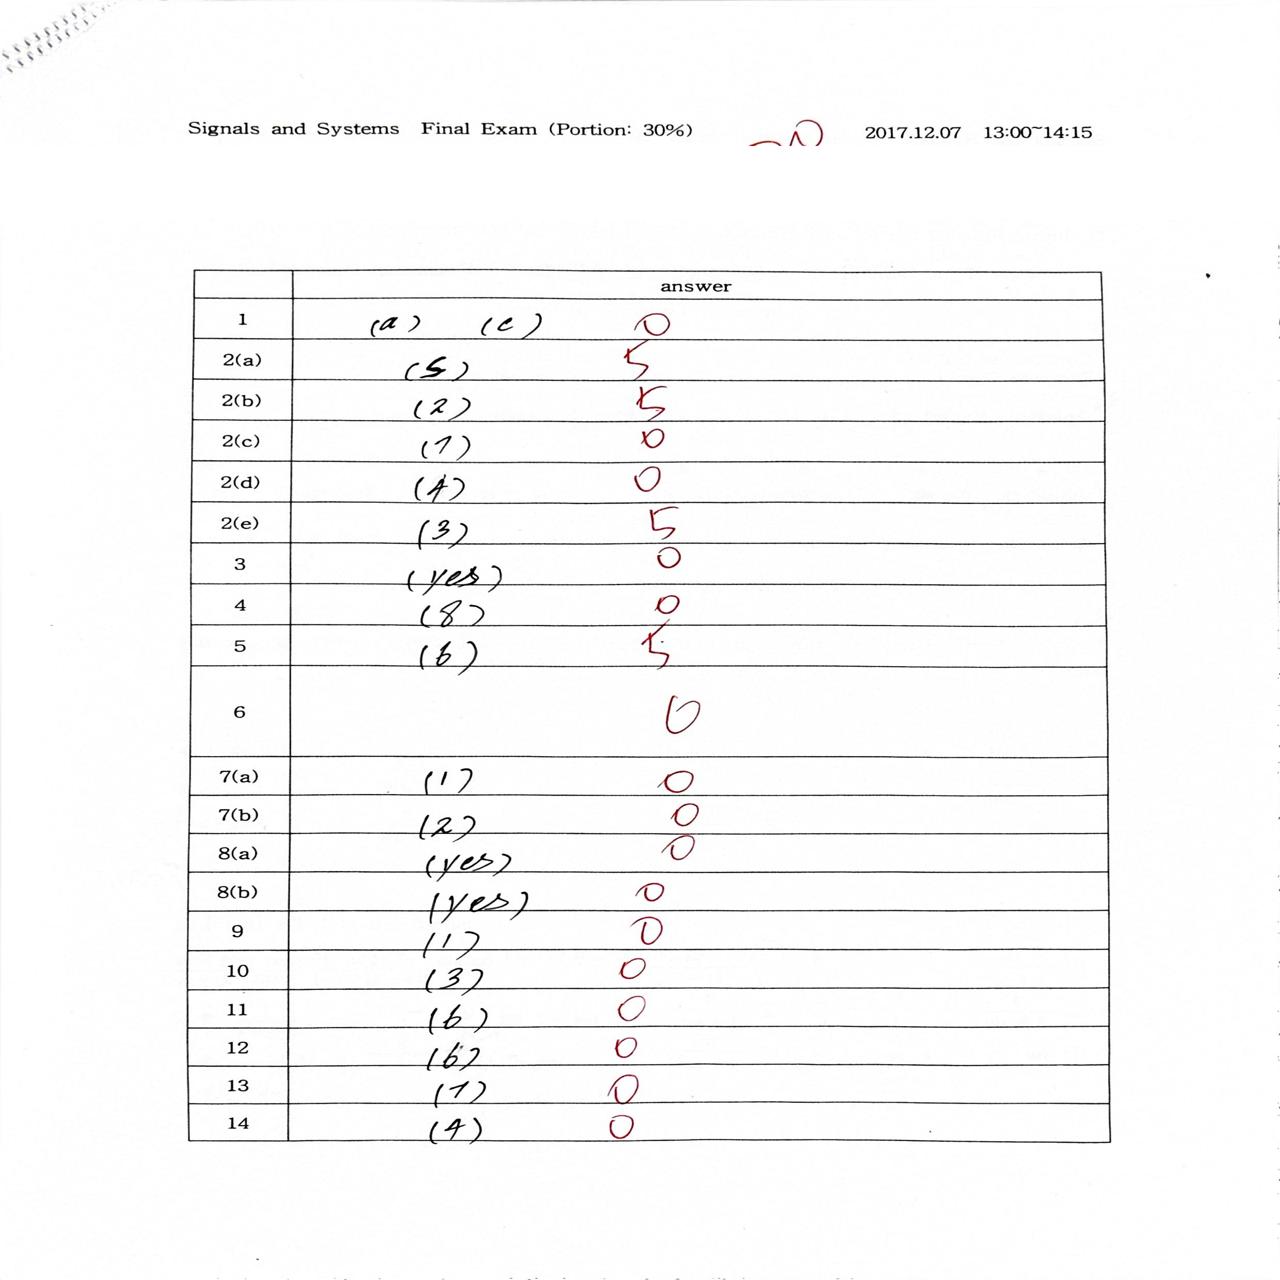 Signals and Systems Final Exam (Portion: 30%) 2017.12.07 13:00~14:15
answer
1 (a) (c) 0
2(a) (5) 5
2(b) (2) 5
2(c) (1) 0
2(d) (4) 0
2(e) (3) 5
3 (yes) 0
4 (8) 0
5 (6) 5
6 0
7(a) (1) 0
7(b) (2) 0
8(a) (yes) 0
8(b) (yes) 0
9 (1) 0
10 (3) 0
11 (6) 0
12 (6) 0
13 (1) 0
14 (4) 0